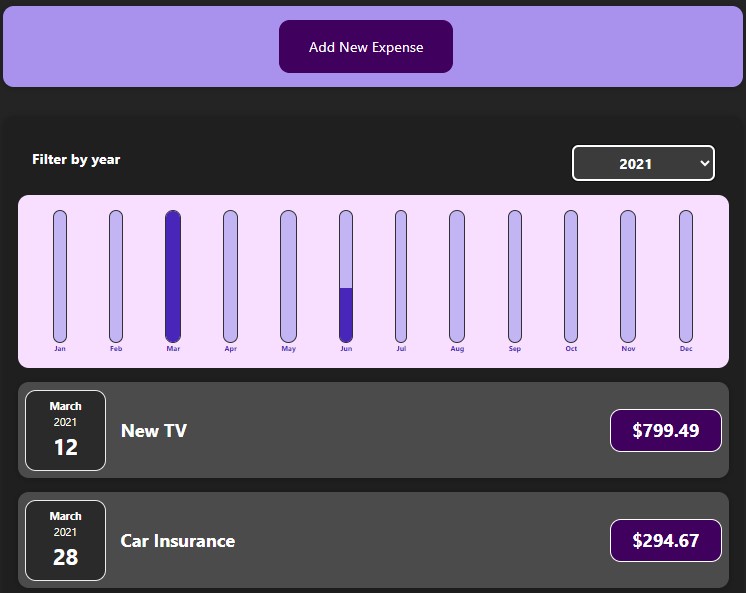 Add New Expense
Filter by year
2021
Jan Feb Mar Apr May Jun Jul Aug Sep Oct Nov Dec
March
2021
12
New TV
$799.49
March
2021
28
Car Insurance
$294.67